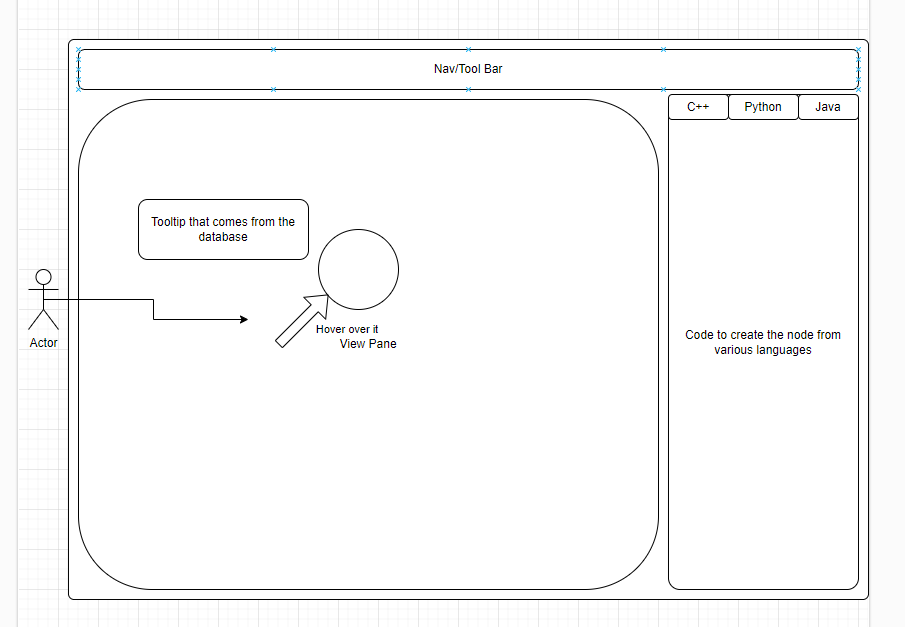 Nav/Tool Bar
C++
Python
Java
Tooltip that comes from the
database
Hover over it
View Pane
Actor
Code to create the node from
various languages